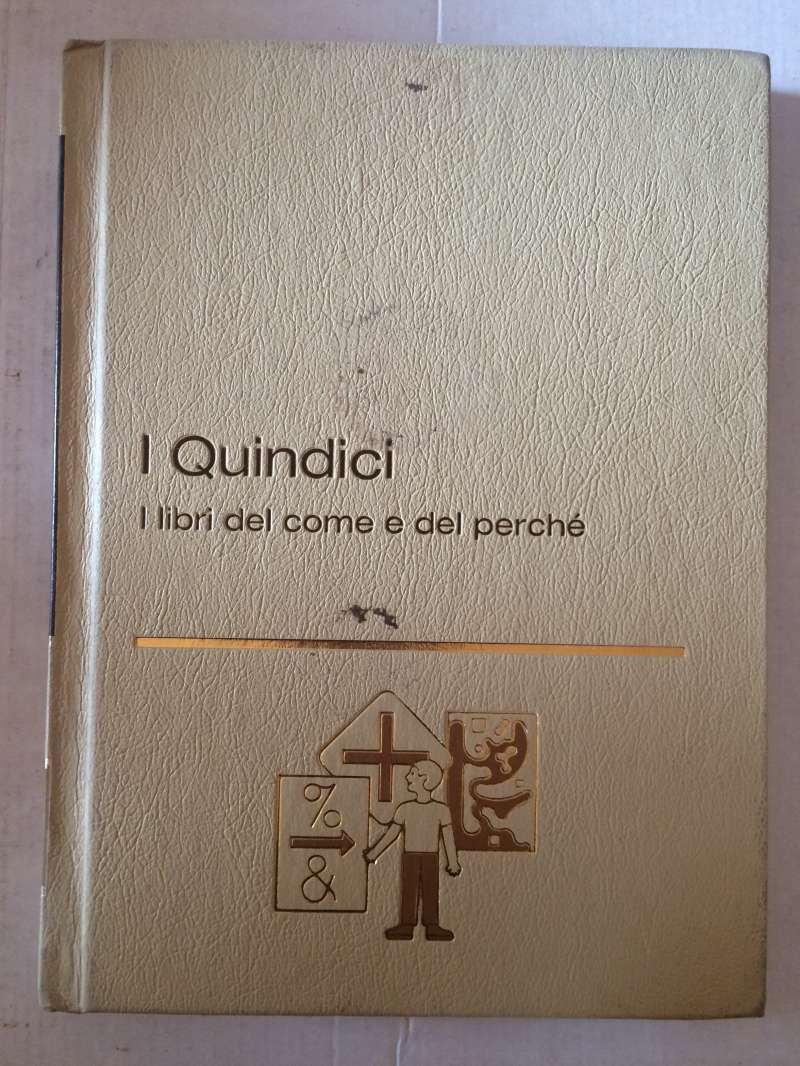 I Quindici
I libri del come e del perché
%
&